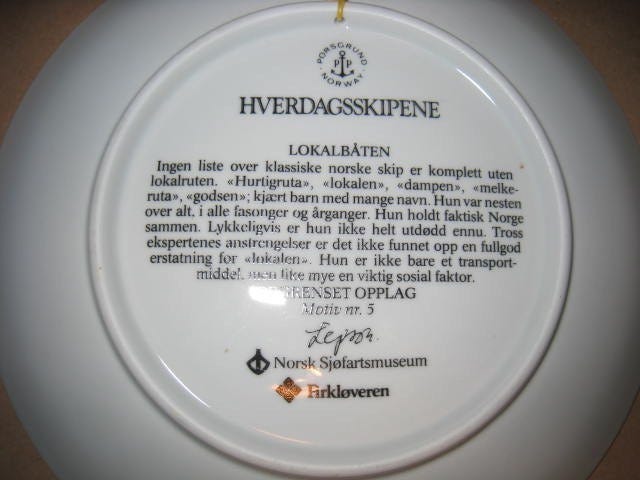 PORSGRUND
P P
NORWAY
HVERDAGSSKIPENE
LOKALBÅTEN
Ingen liste over klassiske norske skip er komplett uten
lokalruten. «Hurtigruta», «lokalen», «dampen», «melke-
ruta», «godsen»; kjært barn med mange navn. Hun var nesten
over alt, i alle fasonger og årganger. Hun holdt faktisk Norge
sammen. Lykkeligvis er hun ikke helt utdødd ennu. Tross
ekspertenes anstrengelser er det ikke funnet opp en fullgod
erstatning for «lokalen». Hun er ikke bare et transport-
middel, men like mye en viktig sosial faktor.
BEGRENSET OPPLAG
Motiv nr. 5
Norsk Sjøfartsmuseum
Firkløveren